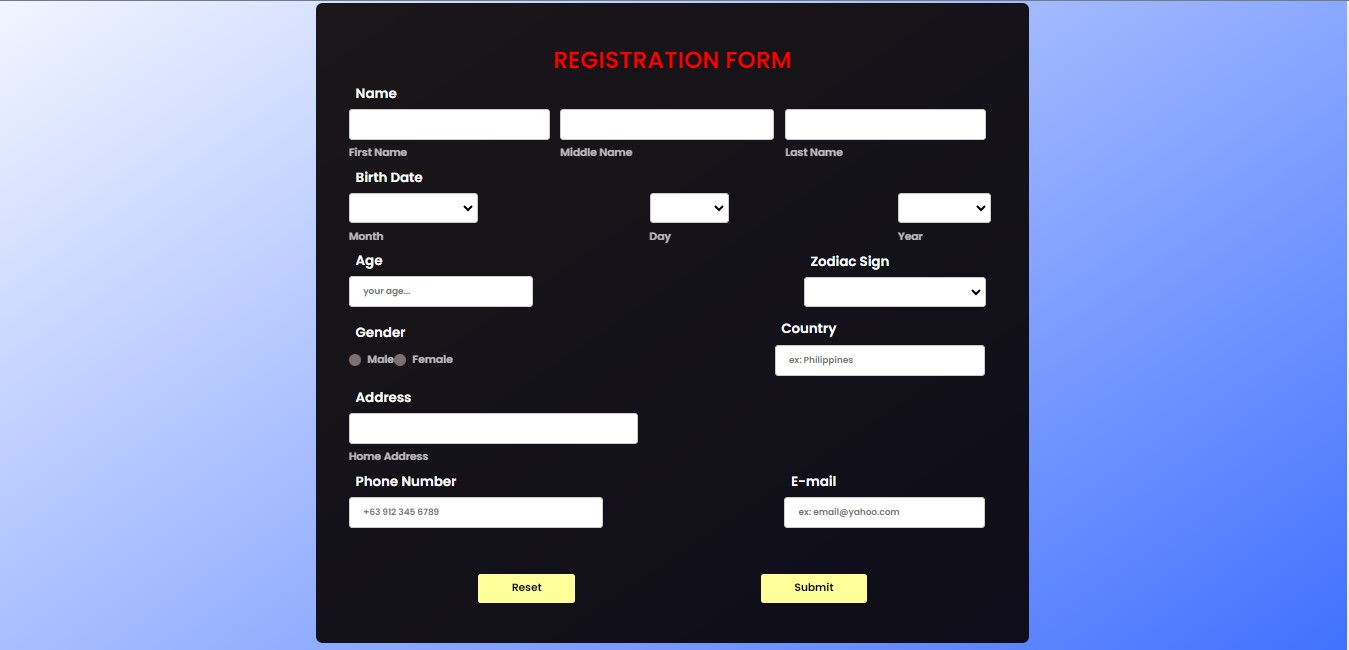 REGISTRATION FORM
Name
First Name Middle Name Last Name
Birth Date
Month Day Year
Age Zodiac Sign
your age...
Gender Country
Male Female ex: Philippines
Address
Home Address
Phone Number E-mail
+63 912 345 6789 ex: email@yahoo.com
Reset Submit